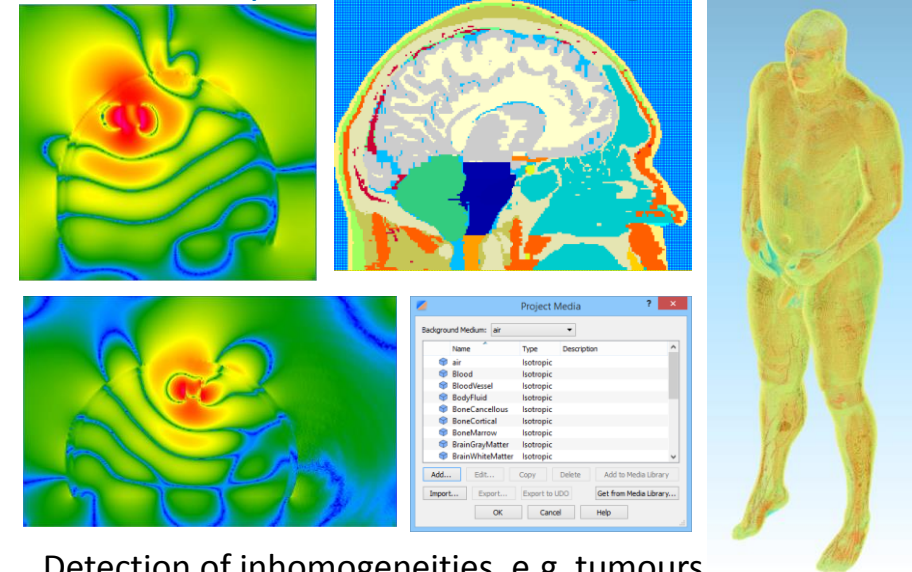 Project Media
?
×
Background Medium: air
Name Type Description
air Isotropic
Blood Isotropic
BloodVessel Isotropic
BodyFluid Isotropic
BoneCancellous Isotropic
BoneCortical Isotropic
BoneMarrow Isotropic
BrainGrayMatter Isotropic
BrainWhiteMatter Isotropic
Add... Edit... Copy Delete Add to Media Library
Import... Export... Export to UDO Get from Media Library...
OK Cancel Help
Detection of inhomogeneities, e.g. tumours